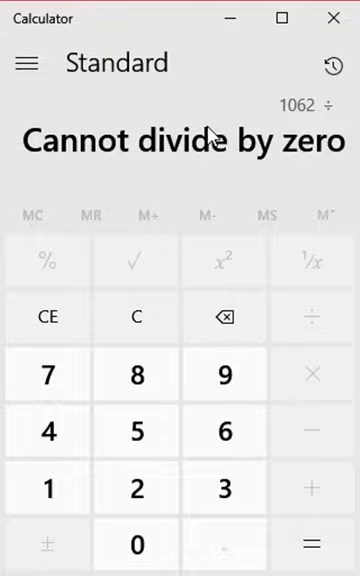 Calculator
Standard
1062 ÷
Cannot divide by zero
MC MR M+ M- MS M˅
% √ x² ¹/x
CE C ÷
7 8 9 ×
4 5 6 −
1 2 3 +
± 0 . =